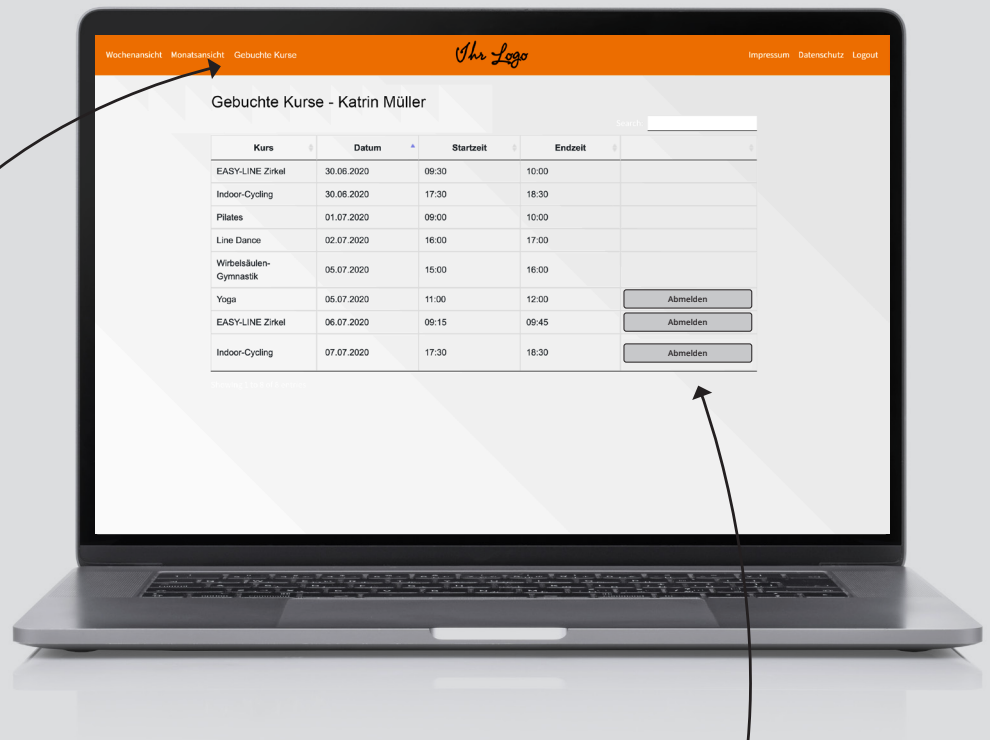 Wochenansicht Monatsansicht Gebuchte Kurse Ihr Logo Impressum Datenschutz Logout
Gebuchte Kurse - Katrin Müller
Search:
Kurs Datum Startzeit Endzeit
EASY-LINE Zirkel 30.06.2020 09:30 10:00
Indoor-Cycling 30.06.2020 17:30 18:30
Pilates 01.07.2020 09:00 10:00
Line Dance 02.07.2020 16:00 17:00
Wirbelsäulen-
Gymnastik 05.07.2020 15:00 16:00
Yoga 05.07.2020 11:00 12:00 Abmelden
EASY-LINE Zirkel 06.07.2020 09:15 09:45 Abmelden
Indoor-Cycling 07.07.2020 17:30 18:30 Abmelden